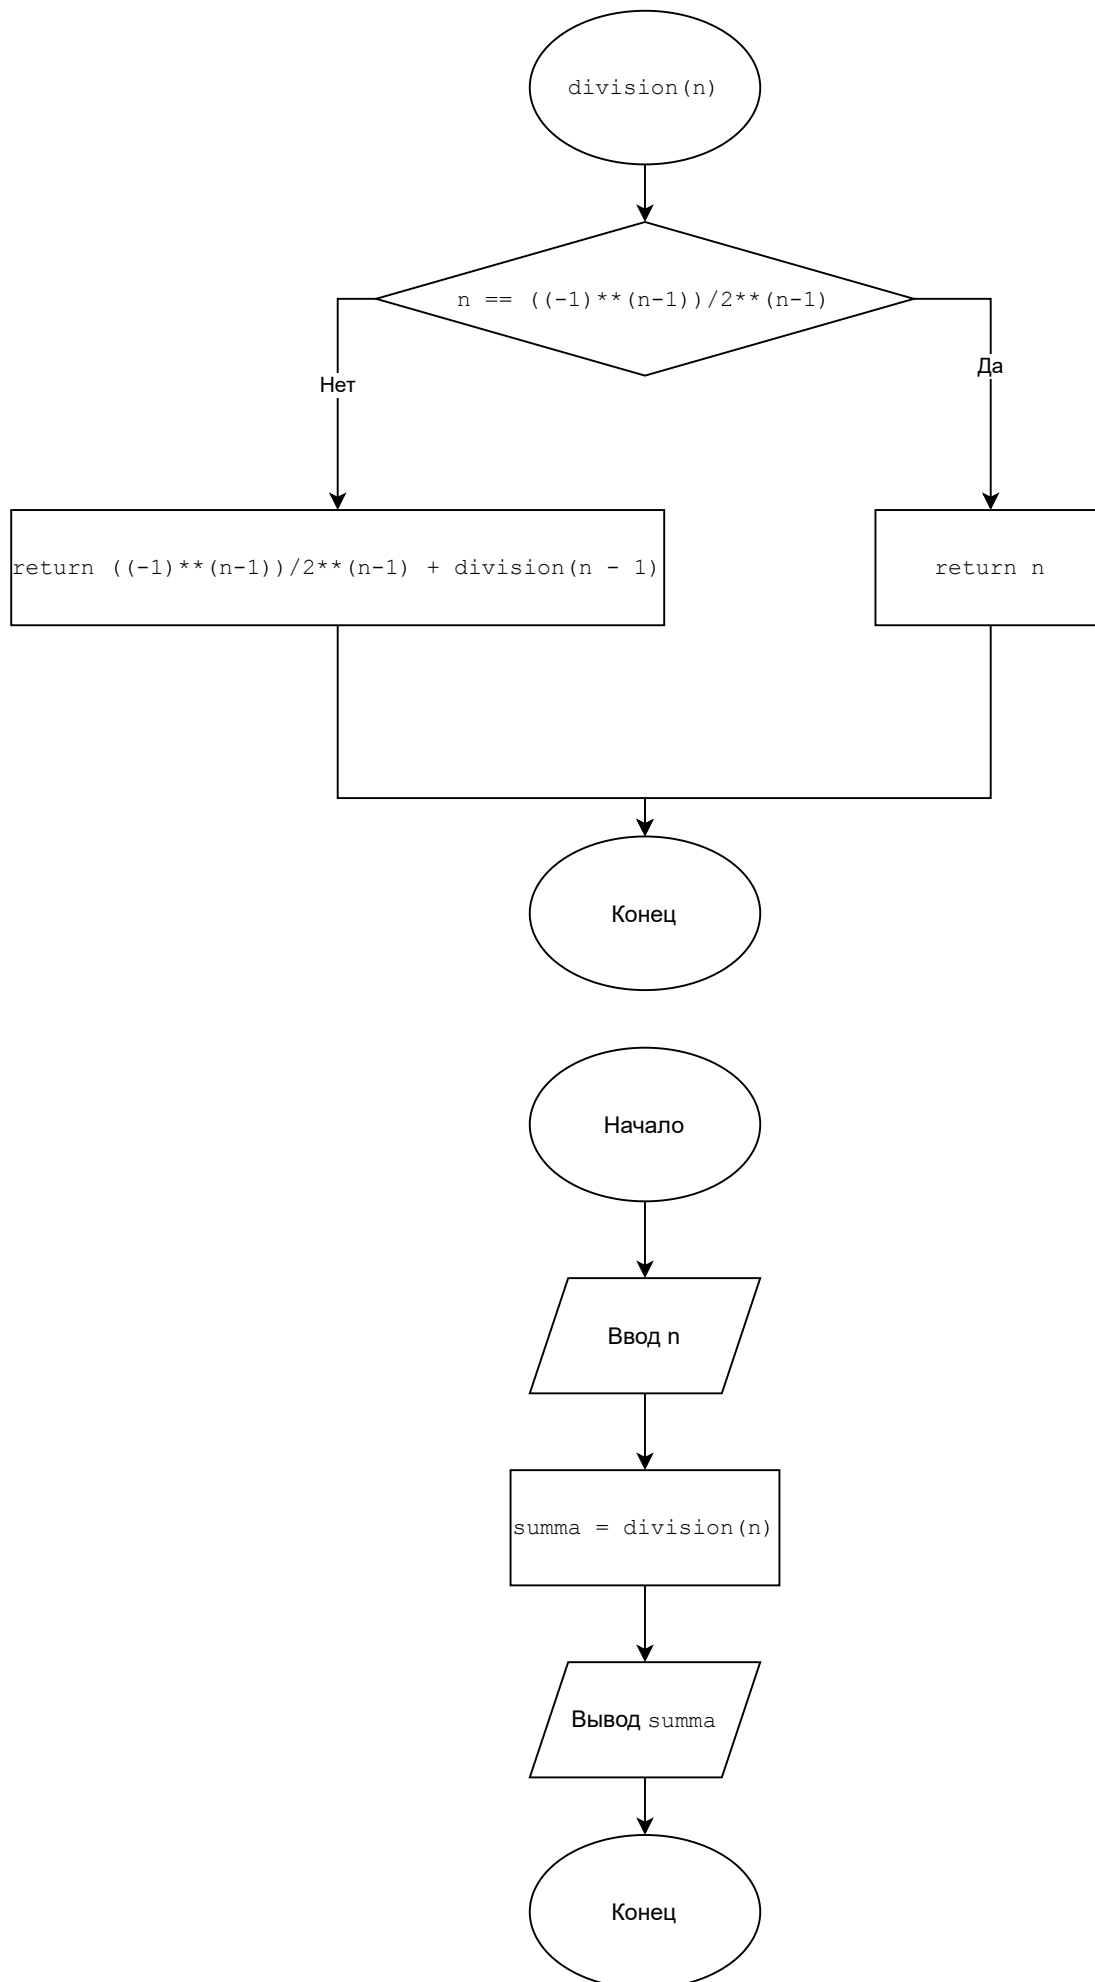 division(n)
n == ((-1)**(n-1))/2**(n-1)
Нет
Да
return ((-1)**(n-1))/2**(n-1) + division(n - 1)
return n
Конец
Начало
Ввод n
summa = division(n)
Вывод summa
Конец